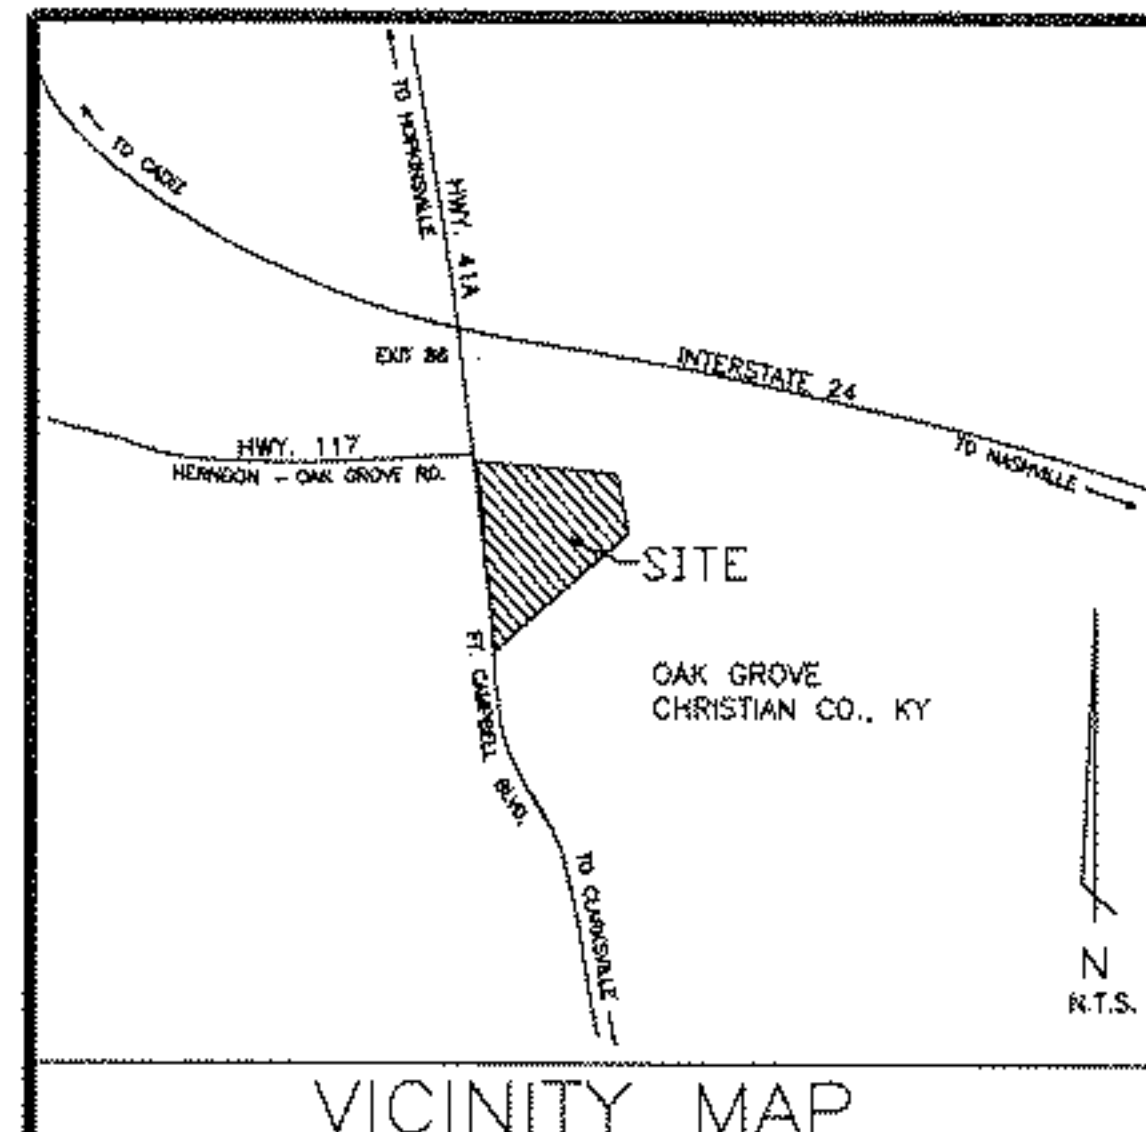 TO HOPKINSVILLE
TO CADIZ
HWY. 41A
EXIT 86
INTERSTATE 24
HWY. 117
HERNDON - OAK GROVE RD.
TO NASHVILLE
SITE
FT. CAMPBELL BLVD.
OAK GROVE
CHRISTIAN CO., KY
TO CLARKSVILLE
N
N.T.S.
VICINITY MAP